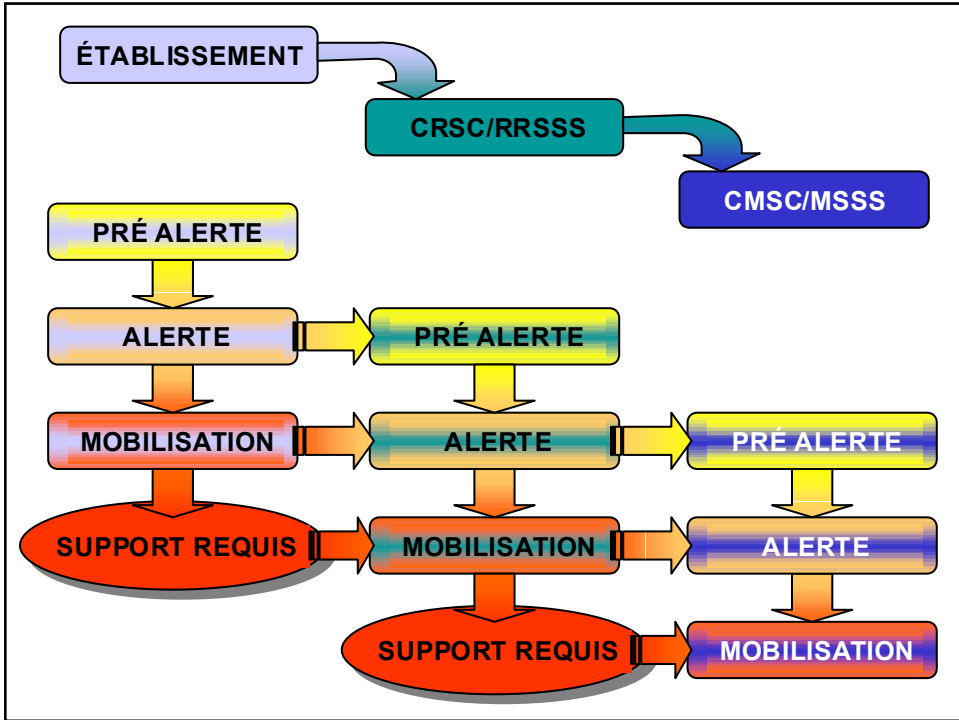 ÉTABLISSEMENT
CRSC/RRSSS
CMSC/MSSS
PRÉ ALERTE
ALERTE
PRÉ ALERTE
MOBILISATION
ALERTE
PRÉ ALERTE
SUPPORT REQUIS
MOBILISATION
ALERTE
SUPPORT REQUIS
MOBILISATION